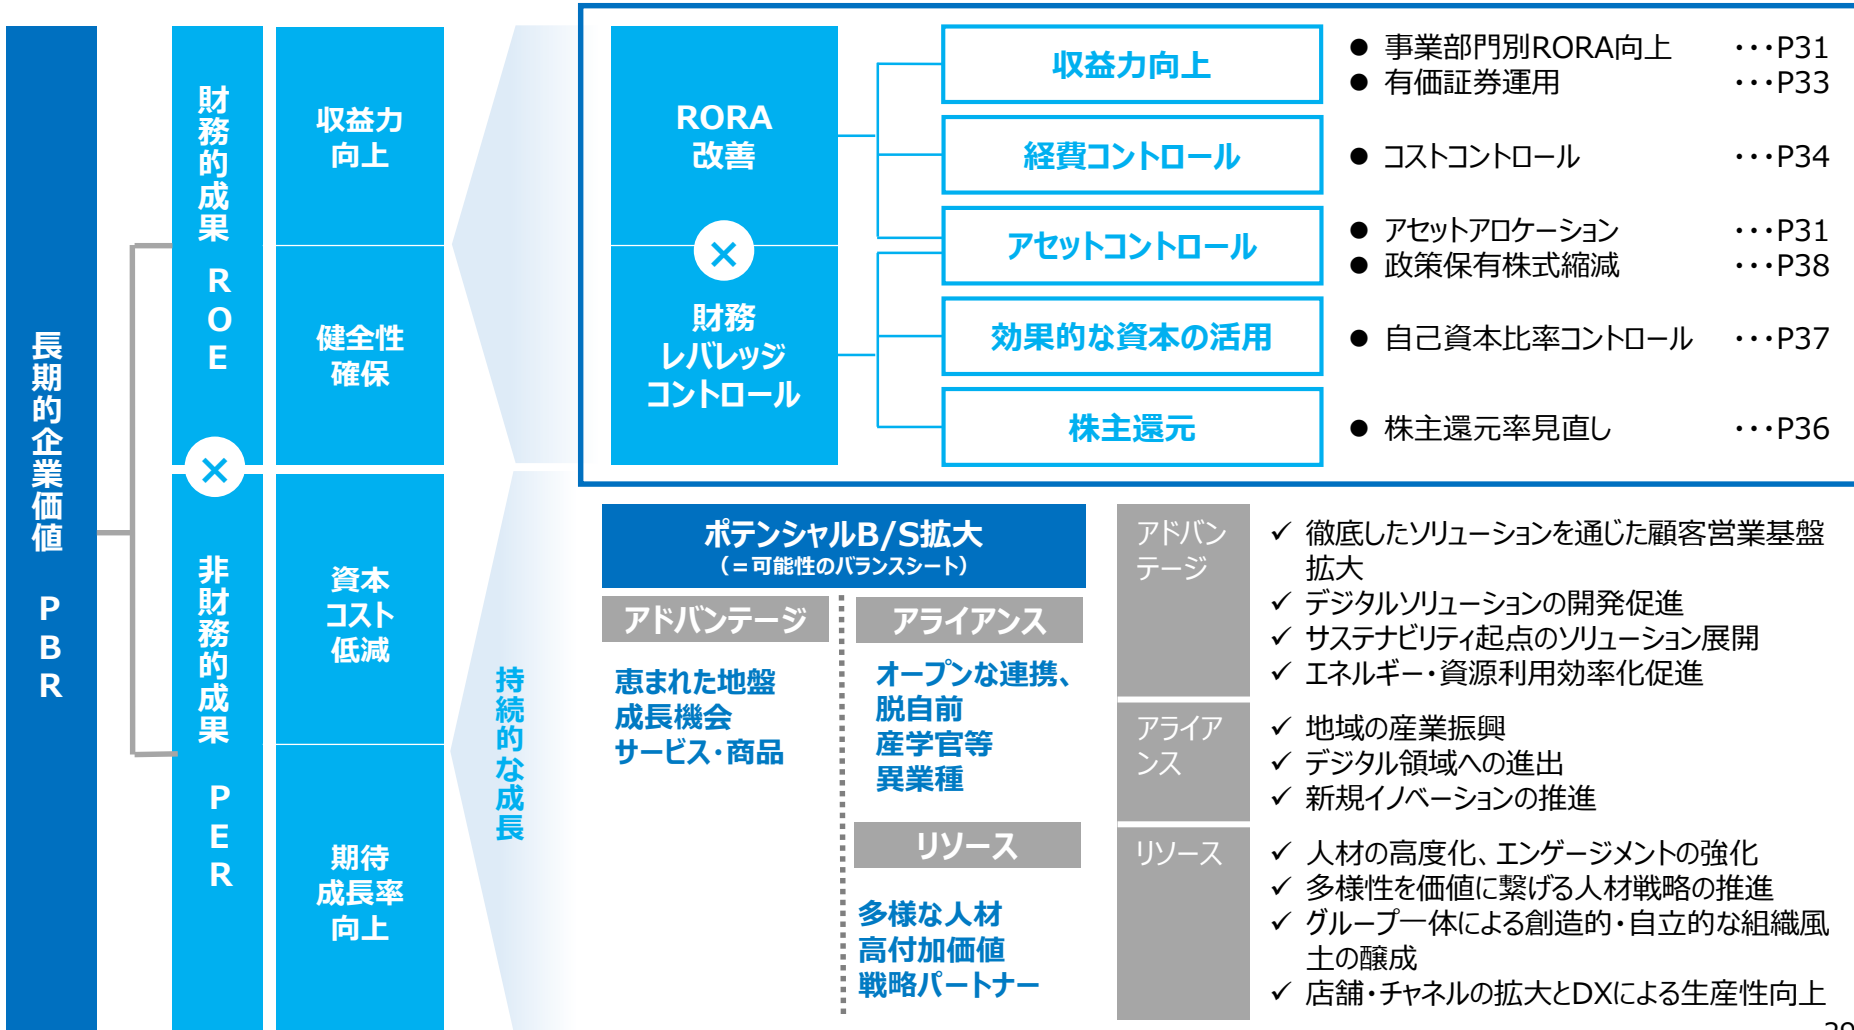 長期的企業価値 PBR
財務的成果 ROE
×
非財務的成果 PER
収益力
向上
健全性
確保
資本
コスト
低減
期待
成長率
向上
持続的な成長
RORA
改善
×
財務
レバレッジ
コントロール
収益力向上
● 事業部門別RORA向上 ・・・P31
● 有価証券運用 ・・・P33
経費コントロール
● コストコントロール ・・・P34
アセットコントロール
● アセットアロケーション ・・・P31
● 政策保有株式縮減 ・・・P38
効果的な資本の活用
● 自己資本比率コントロール ・・・P37
株主還元
● 株主還元率見直し ・・・P36
ポテンシャルB/S拡大
（＝可能性のバランスシート）
アドバンテージ
恵まれた地盤
成長機会
サービス・商品
アライアンス
オープンな連携、
脱自前
産学官等
異業種
リソース
多様な人材
高付加価値
戦略パートナー
アドバン
テージ
✓ 徹底したソリューションを通じた顧客営業基盤
拡大
✓ デジタルソリューションの開発促進
✓ サステナビリティ起点のソリューション展開
✓ エネルギー・資源利用効率化促進
アライア
ンス
✓ 地域の産業振興
✓ デジタル領域への進出
✓ 新規イノベーションの推進
リソース
✓ 人材の高度化、エンゲージメントの強化
✓ 多様性を価値に繋げる人材戦略の推進
✓ グループ一体による創造的・自立的な組織風
土の醸成
✓ 店舗・チャネルの拡大とDXによる生産性向上